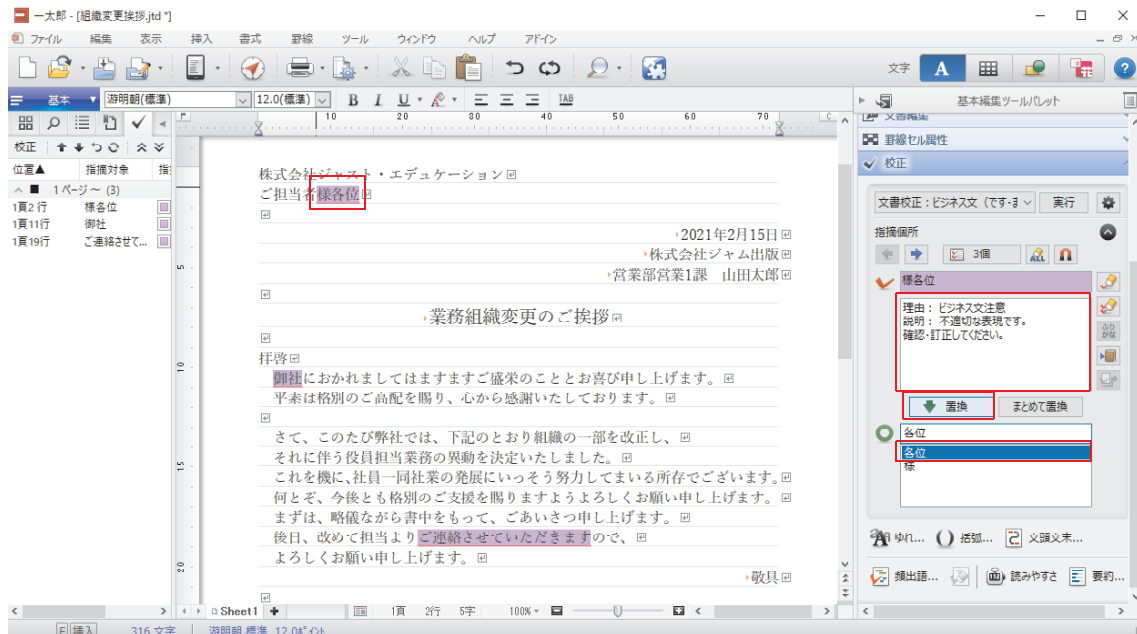 一太郎 - [組織変更挨拶.jtd *]
ファイル 編集 表示 挿入 書式 罫線 ツール ウィンドウ ヘルプ アドイン
文字 A
基本 游明朝(標準) 12.0(標準) B I U TAB
10 20 30 40 50 60 70
基本編集ツールパレット
文書編集
罫線セル属性
校正
校正
位置▲ 指摘対象 指
1 ページ ~ (3)
1頁2 行 様各位
1頁11行 御社
1頁19行 ご連絡させて...
株式会社ジャスト・エデュケーション
ご担当者様各位
2021年2月15日
株式会社ジャム出版
営業部営業1課 山田太郎
業務組織変更のご挨拶
拝啓
御社におかれましてはますますご盛栄のこととお喜び申し上げます。
平素は格別のご高配を賜り、心から感謝いたしております。
さて、このたび弊社では、下記のとおり組織の一部を改正し、
それに伴う役員担当業務の異動を決定いたしました。
これを機に、社員一同社業の発展にいっそう努力してまいる所存でございます。
何とぞ、今後とも格別のご支援を賜りますようよろしくお願い申し上げます。
まずは、略儀ながら書中をもって、ごあいさつ申し上げます。
後日、改めて担当よりご連絡させていただきますので、
よろしくお願い申し上げます。
敬具
5
10
15
20
文書校正:ビジネス文(です・ま 実行
指摘個所
3個 ALL
様各位
理由: ビジネス文注意
説明: 不適切な表現です。
確認・訂正してください。
ふり
がな
置換 まとめて置換
各位
各位
様
ゆれ... 括弧... 文頭文末...
頻出語... 読みやすさ 要約...
Sheet1 1頁 2行 5字 100%
挿入 316 文字 游明朝 標準 12.0ポイント